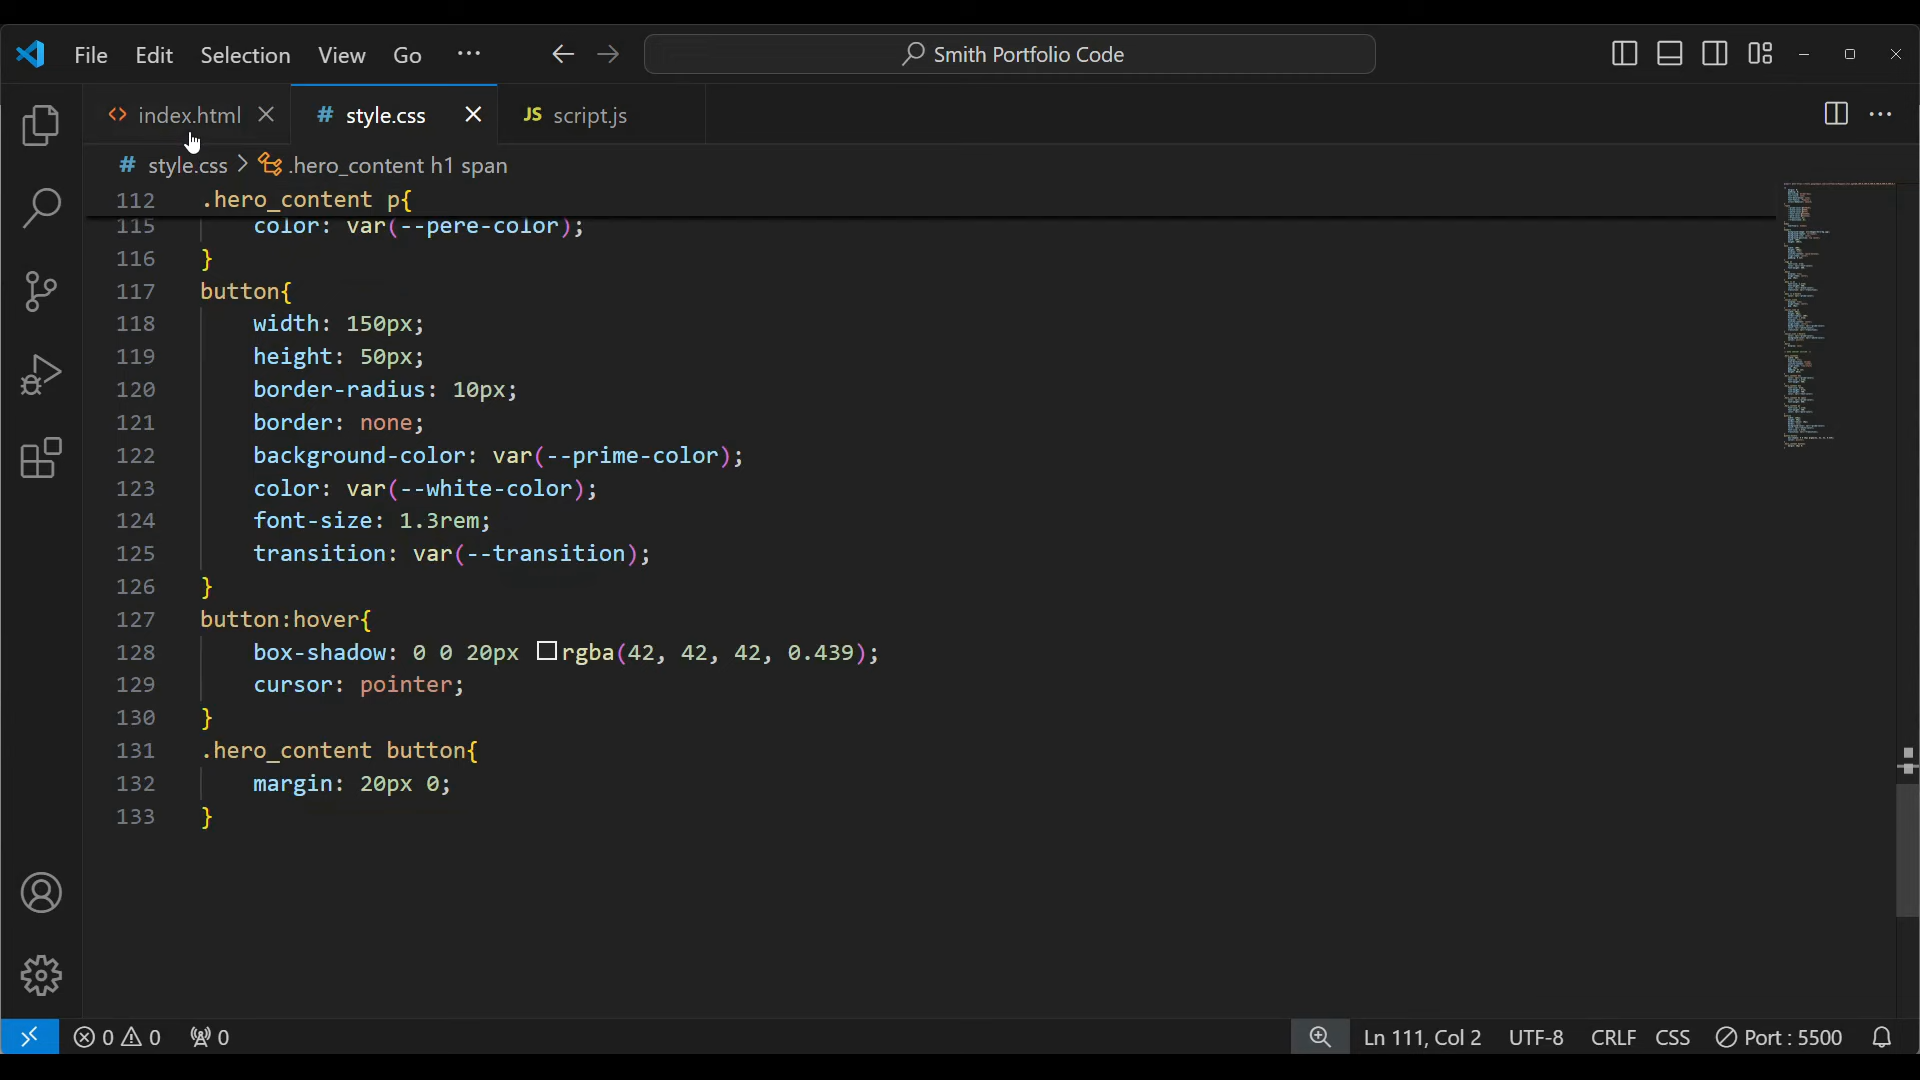 File Edit Selection View Go ··· Smith Portfolio Code
<> index.html # style.css JS script.js
# style.css > .hero_content h1 span
112 .hero_content p{
115 color: var(--pere-color);
116 }
117 button{
118 width: 150px;
119 height: 50px;
120 border-radius: 10px;
121 border: none;
122 background-color: var(--prime-color);
123 color: var(--white-color);
124 font-size: 1.3rem;
125 transition: var(--transition);
126 }
127 button:hover{
128 box-shadow: 0 0 20px rgba(42, 42, 42, 0.439);
129 cursor: pointer;
130 }
131 .hero_content button{
132 margin: 20px 0;
133 }
0 0 0 Ln 111, Col 2 UTF-8 CRLF CSS Port : 5500